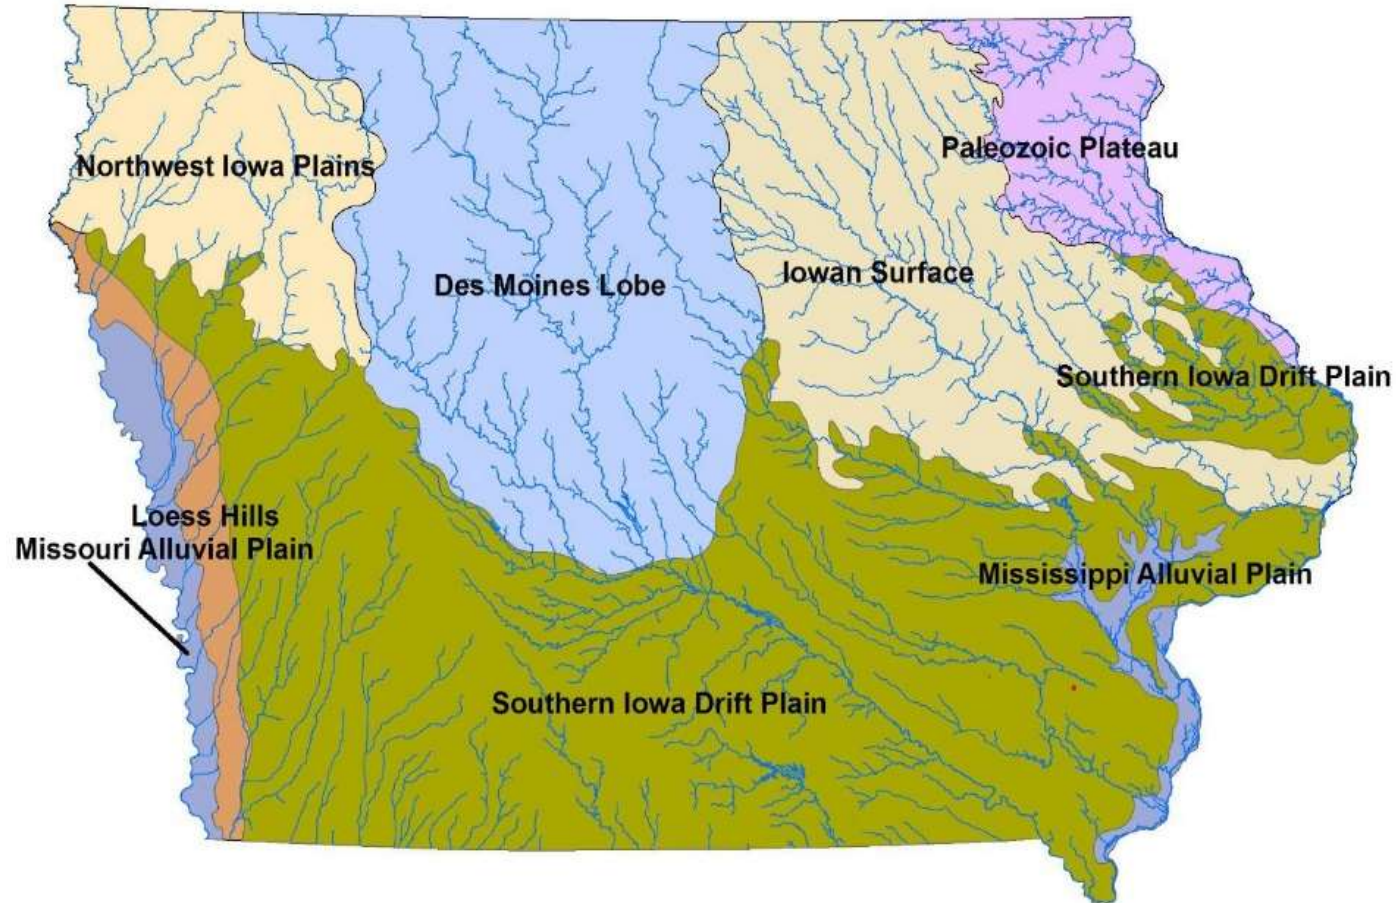 Paleozoic Plateau
Northwest Iowa Plains
Iowan Surface
Des Moines Lobe
Southern Iowa Drift Plain
Loess Hills
Missouri Alluvial Plain
Mississippi Alluvial Plain
Southern Iowa Drift Plain